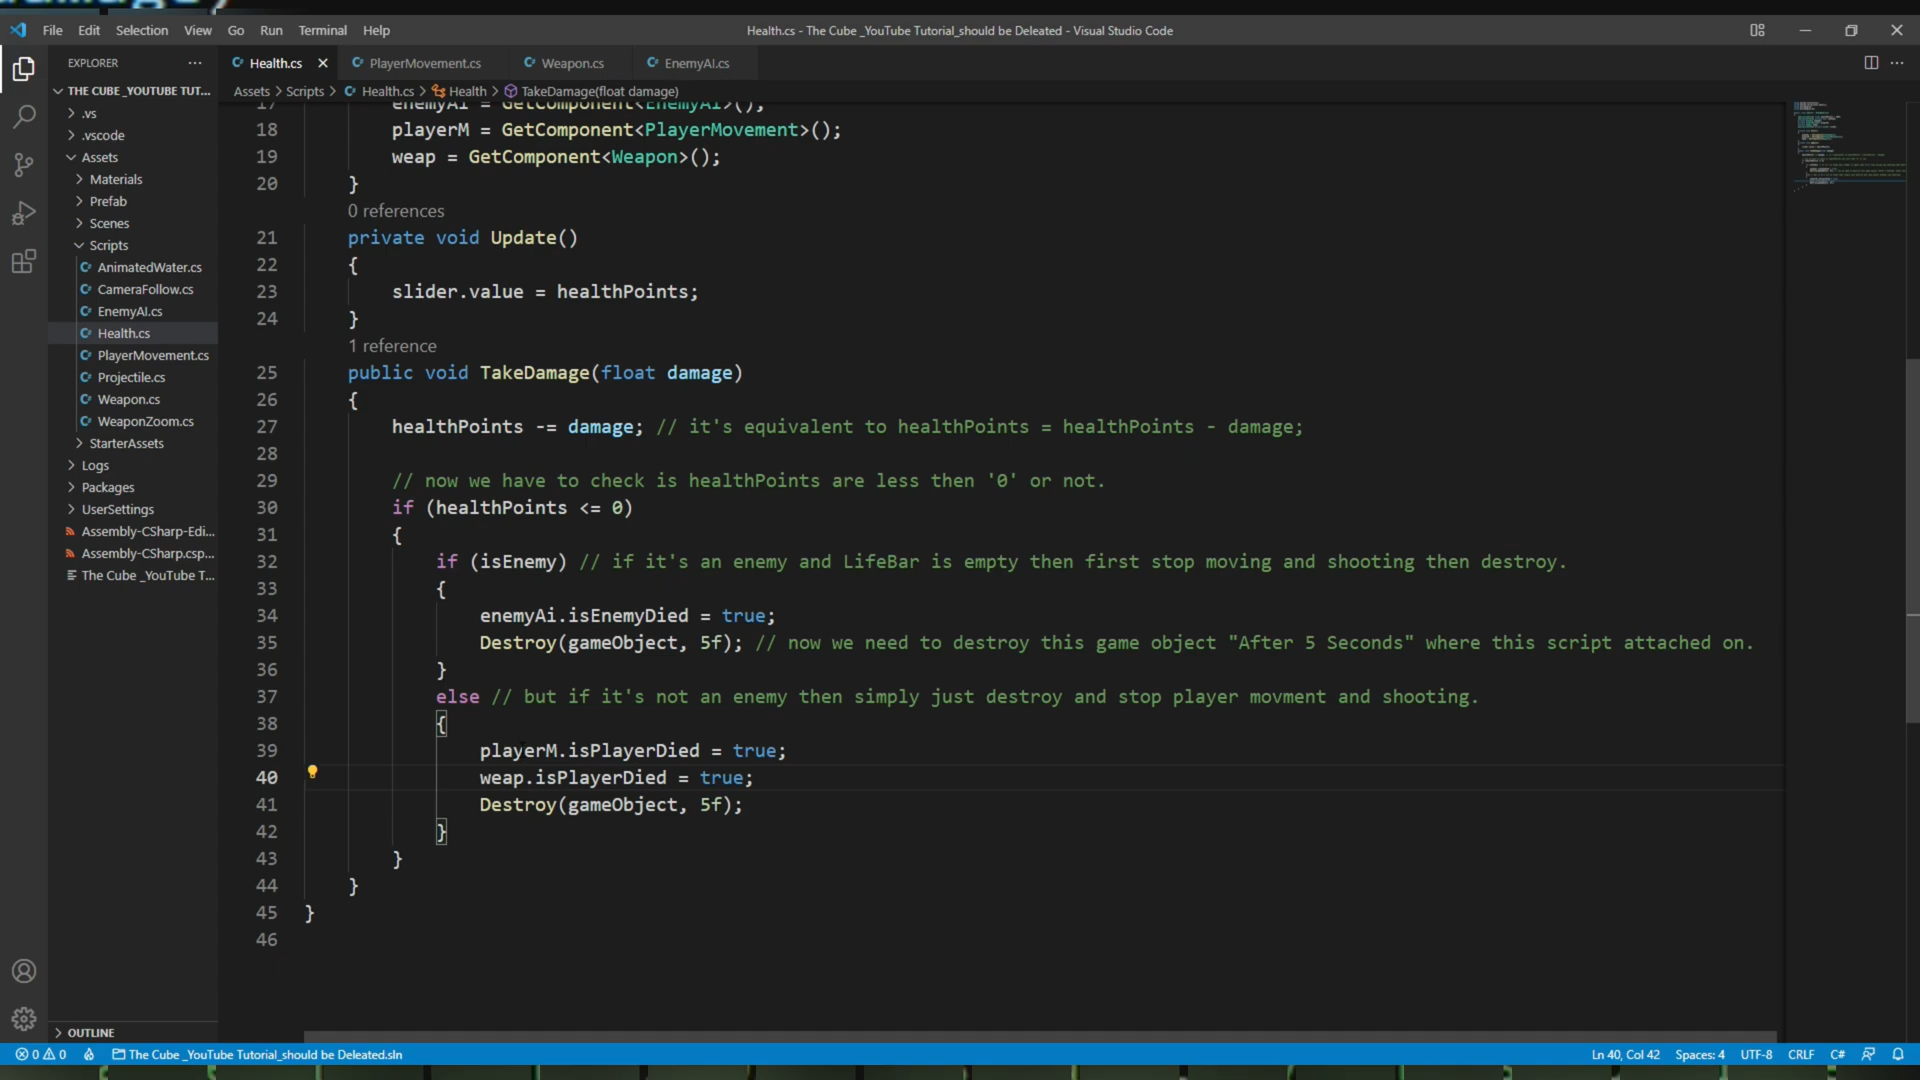 File Edit Selection View Go Run Terminal Help
Health.cs - The Cube _YouTube Tutorial_should be Deleated - Visual Studio Code
EXPLORER
Health.cs
PlayerMovement.cs
Weapon.cs
EnemyAI.cs
THE CUBE _YOUTUBE TUT...
.vs
.vscode
Assets
Materials
Prefab
Scenes
Scripts
AnimatedWater.cs
CameraFollow.cs
EnemyAI.cs
Health.cs
PlayerMovement.cs
Projectile.cs
Weapon.cs
WeaponZoom.cs
StarterAssets
Logs
Packages
UserSettings
Assembly-CSharp-Edi...
Assembly-CSharp.csp...
The Cube _YouTube T...
OUTLINE
Assets > Scripts > Health.cs > Health > TakeDamage(float damage)
17 enemyAi = GetComponent<EnemyAI>();
18 playerM = GetComponent<PlayerMovement>();
19 weap = GetComponent<Weapon>();
20 }
0 references
21 private void Update()
22 {
23 slider.value = healthPoints;
24 }
1 reference
25 public void TakeDamage(float damage)
26 {
27 healthPoints -= damage; // it's equivalent to healthPoints = healthPoints - damage;
28
29 // now we have to check is healthPoints are less then '0' or not.
30 if (healthPoints <= 0)
31 {
32 if (isEnemy) // if it's an enemy and LifeBar is empty then first stop moving and shooting then destroy.
33 {
34 enemyAi.isEnemyDied = true;
35 Destroy(gameObject, 5f); // now we need to destroy this game object "After 5 Seconds" where this script attached on.
36 }
37 else // but if it's not an enemy then simply just destroy and stop player movment and shooting.
38 {
39 playerM.isPlayerDied = true;
40 weap.isPlayerDied = true;
41 Destroy(gameObject, 5f);
42 }
43 }
44 }
45 }
46
0 0 The Cube _YouTube Tutorial_should be Deleated.sln
Ln 40, Col 42 Spaces: 4 UTF-8 CRLF C#